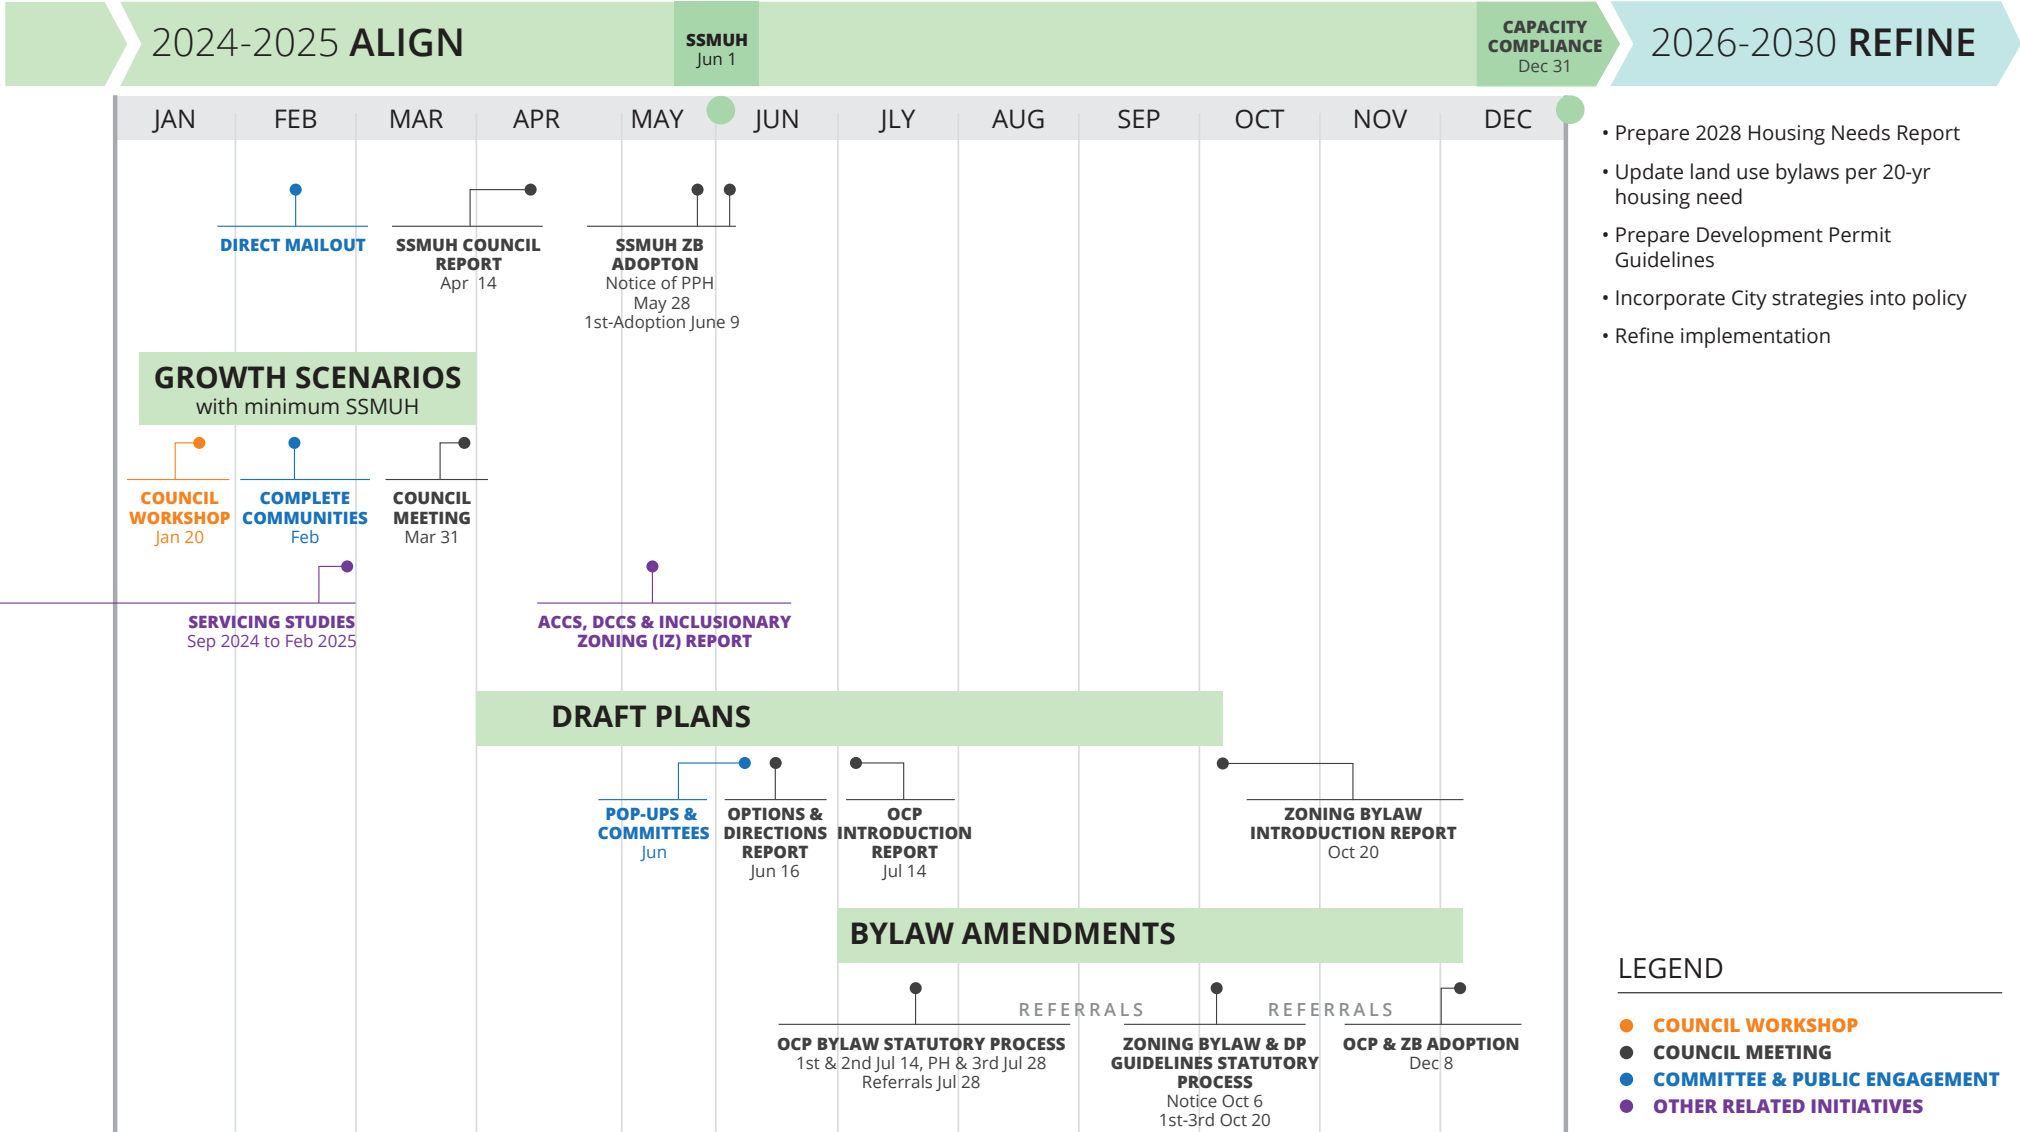 2024-2025 ALIGN
SSMUH
Jun 1
CAPACITY
COMPLIANCE
Dec 31
2026-2030 REFINE
JAN FEB MAR APR MAY JUN JLY AUG SEP OCT NOV DEC
• Prepare 2028 Housing Needs Report
• Update land use bylaws per 20-yr
housing need
• Prepare Development Permit
Guidelines
• Incorporate City strategies into policy
• Refine implementation
DIRECT MAILOUT
SSMUH COUNCIL
REPORT
Apr 14
SSMUH ZB
ADOPTON
Notice of PPH
May 28
1st-Adoption June 9
GROWTH SCENARIOS
with minimum SSMUH
COUNCIL
WORKSHOP
Jan 20
COMPLETE
COMMUNITIES
Feb
COUNCIL
MEETING
Mar 31
SERVICING STUDIES
Sep 2024 to Feb 2025
ACCS, DCCS & INCLUSIONARY
ZONING (IZ) REPORT
DRAFT PLANS
POP-UPS &
COMMITTEES
Jun
OPTIONS &
DIRECTIONS
REPORT
Jun 16
OCP
INTRODUCTION
REPORT
Jul 14
ZONING BYLAW
INTRODUCTION REPORT
Oct 20
BYLAW AMENDMENTS
REFERRALS
REFERRALS
OCP BYLAW STATUTORY PROCESS
1st & 2nd Jul 14, PH & 3rd Jul 28
Referrals Jul 28
ZONING BYLAW & DP
GUIDELINES STATUTORY
PROCESS
Notice Oct 6
1st-3rd Oct 20
OCP & ZB ADOPTION
Dec 8
LEGEND
COUNCIL WORKSHOP
COUNCIL MEETING
COMMITTEE & PUBLIC ENGAGEMENT
OTHER RELATED INITIATIVES